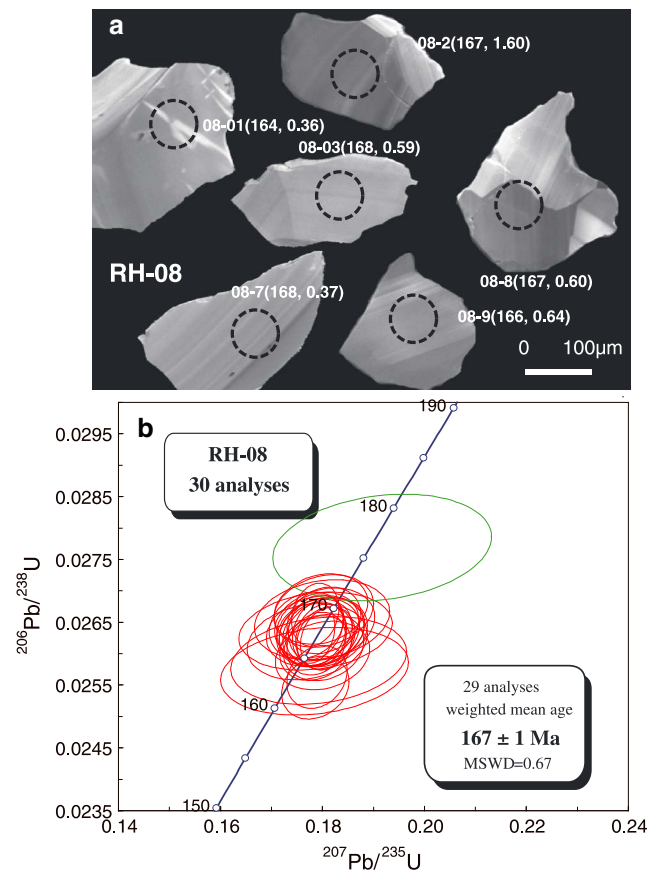 a
08-2(167, 1.60)
08-01(164, 0.36)
08-03(168, 0.59)
RH-08
08-7(168, 0.37)
08-8(167, 0.60)
08-9(166, 0.64)
0 100µm
b
RH-08
30 analyses
190
180
170
160
150
29 analyses
weighted mean age
167 ± 1 Ma
MSWD=0.67
0.0295
0.0285
0.0275
0.0265
0.0255
0.0245
0.0235
206Pb/238U
0.14 0.16 0.18 0.20 0.22 0.24
207Pb/235U